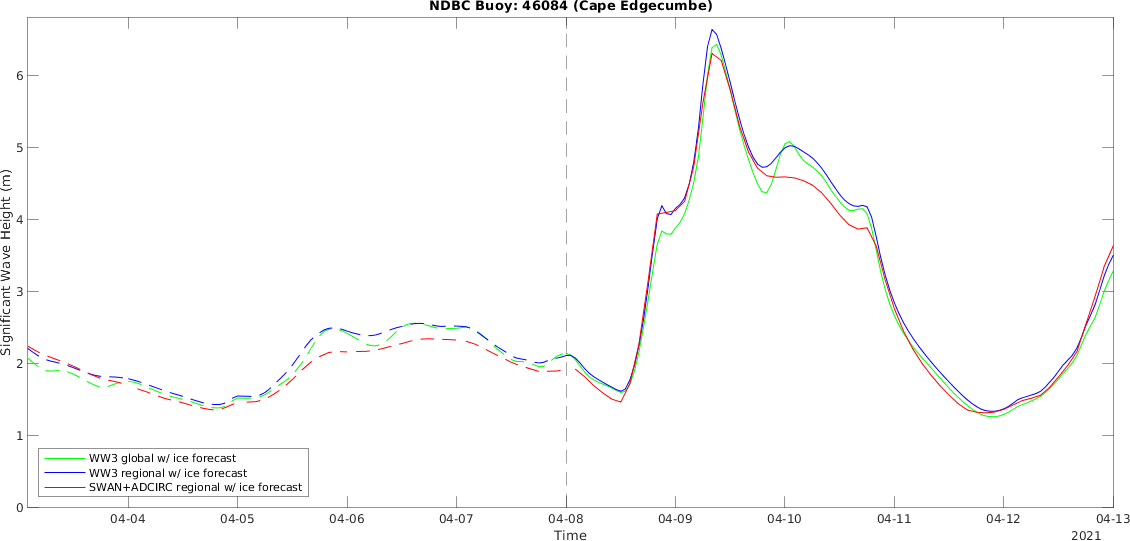 NDBC Buoy: 46084 (Cape Edgecumbe)
Significant Wave Height (m)
6
5
4
3
2
1
0
WW3 global w/ ice forecast
WW3 regional w/ ice forecast
SWAN+ADCIRC regional w/ ice forecast
04-04 04-05 04-06 04-07 04-08 04-09 04-10 04-11 04-12 04-13
Time
2021